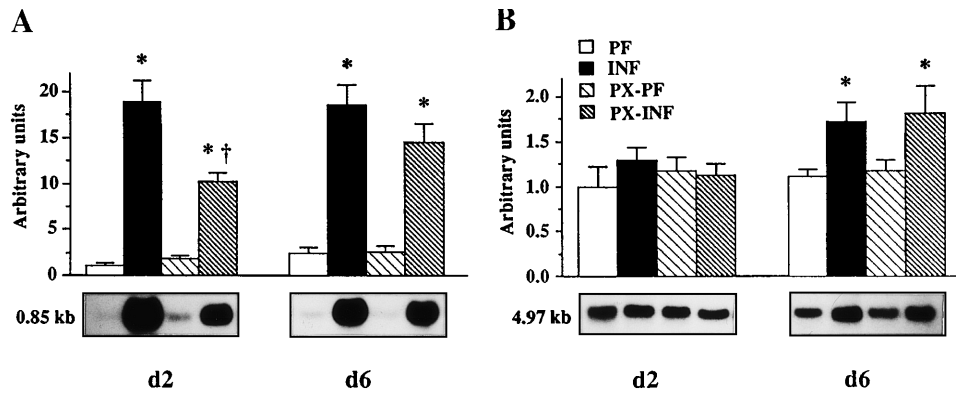 A
Arbitrary units
20
15
10
5
0
*
* †
*
*
0.85 kb
d2
d6
B
PF
INF
PX-PF
PX-INF
Arbitrary units
2.0
1.5
1.0
0.5
0.0
*
*
4.97 kb
d2
d6